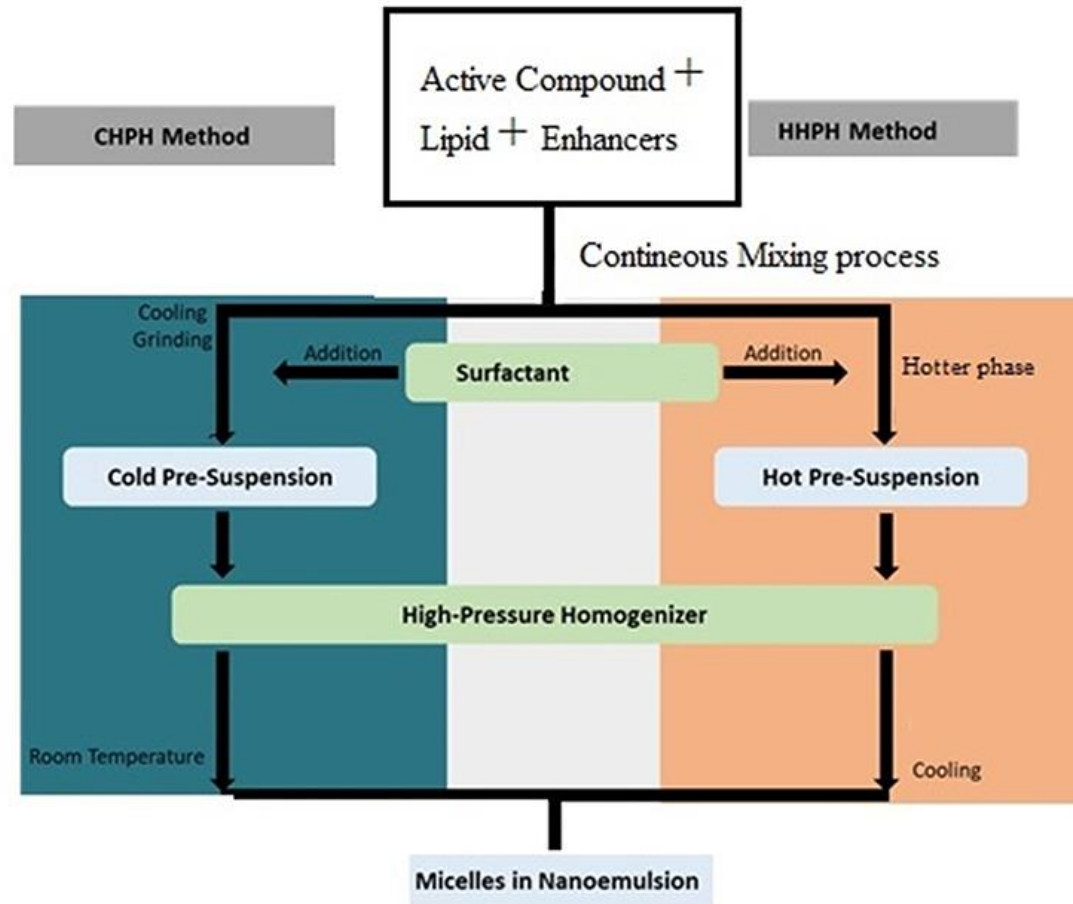 Active Compound +
Lipid + Enhancers
CHPH Method
HHPH Method
Contineous Mixing process
Cooling
Grinding
Addition
Surfactant
Addition
Hotter phase
Cold Pre-Suspension
Hot Pre-Suspension
High-Pressure Homogenizer
Room Temperature
Cooling
Micelles in Nanoemulsion